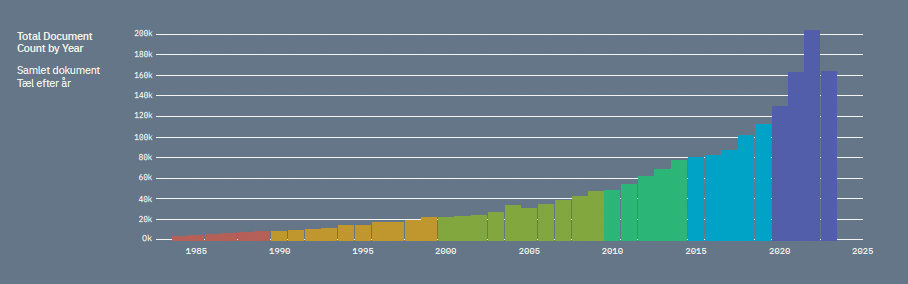 Total Document
Count by Year
Samlet dokument
Tæl efter år
200k
180k
160k
140k
120k
100k
80k
60k
40k
20k
0k
1985 1990 1995 2000 2005 2010 2015 2020 2025